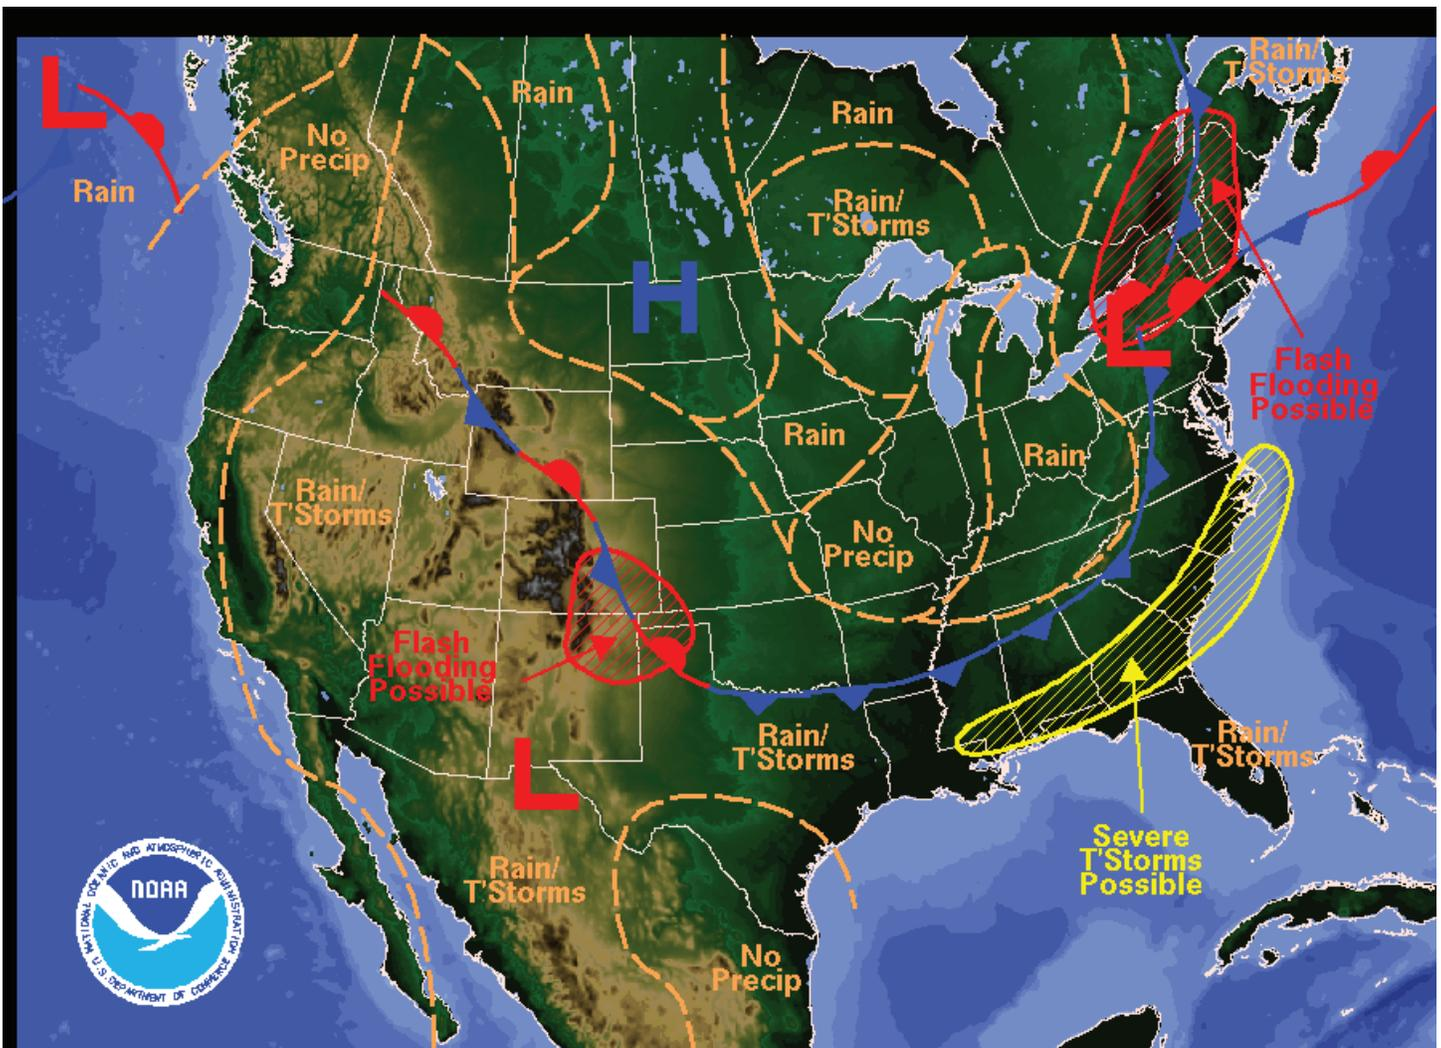 Rain/
T'Storms
L
Rain
Rain
No
Precip
Rain
Rain/
T'Storms
H
L
Flash
Flooding
Possible
Rain
Rain
Rain/
T'Storms
No
Precip
Flash
Flooding
Possible
Rain/
T'Storms
Rain/
T'Storms
L
Severe
T'Storms
Possible
Rain/
T'Storms
No
Precip
NATIONAL OCEANIC AND ATMOSPHERIC ADMINISTRATION
NOAA
U.S. DEPARTMENT OF COMMERCE